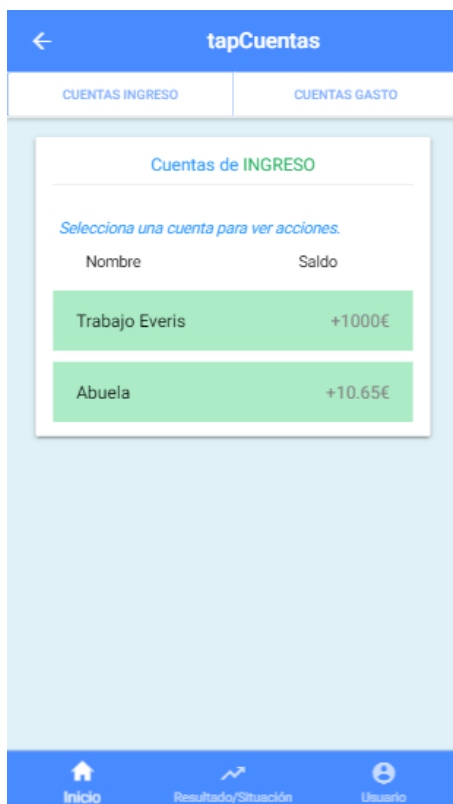 tapCuentas
CUENTAS INGRESO CUENTAS GASTO
Cuentas de INGRESO
Selecciona una cuenta para ver acciones.
Nombre Saldo
Trabajo Everis +1000€
Abuela +10.65€
Inicio Resultado/Situación Usuario